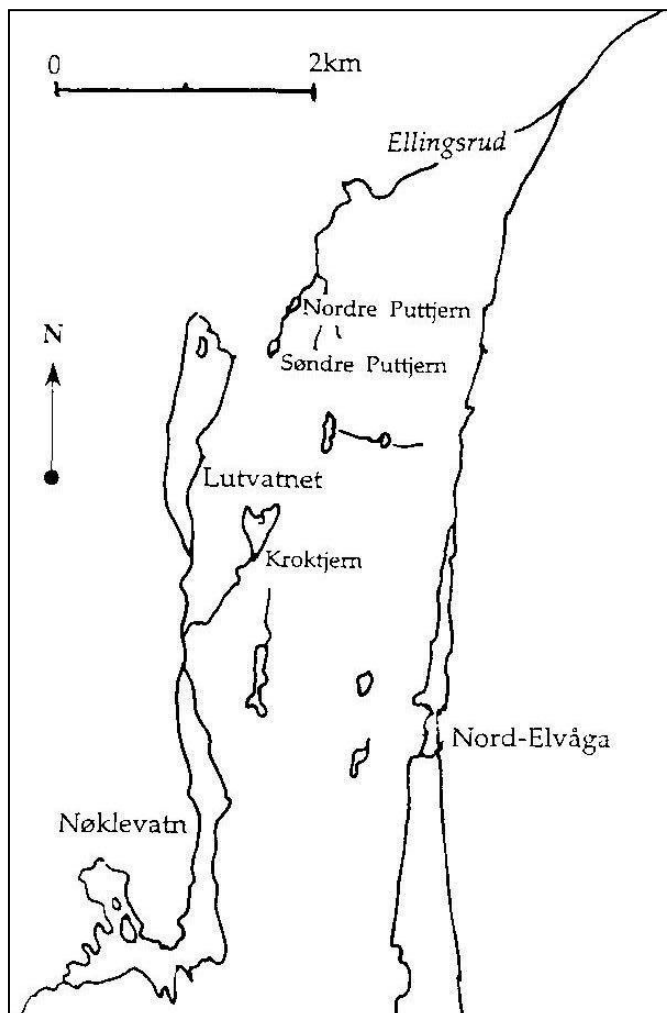 0 2km
Ellingsrud
Nordre Puttjern
N
Søndre Puttjern
Lutvatnet
Kroktjern
Nord-Elvåga
Nøklevatn